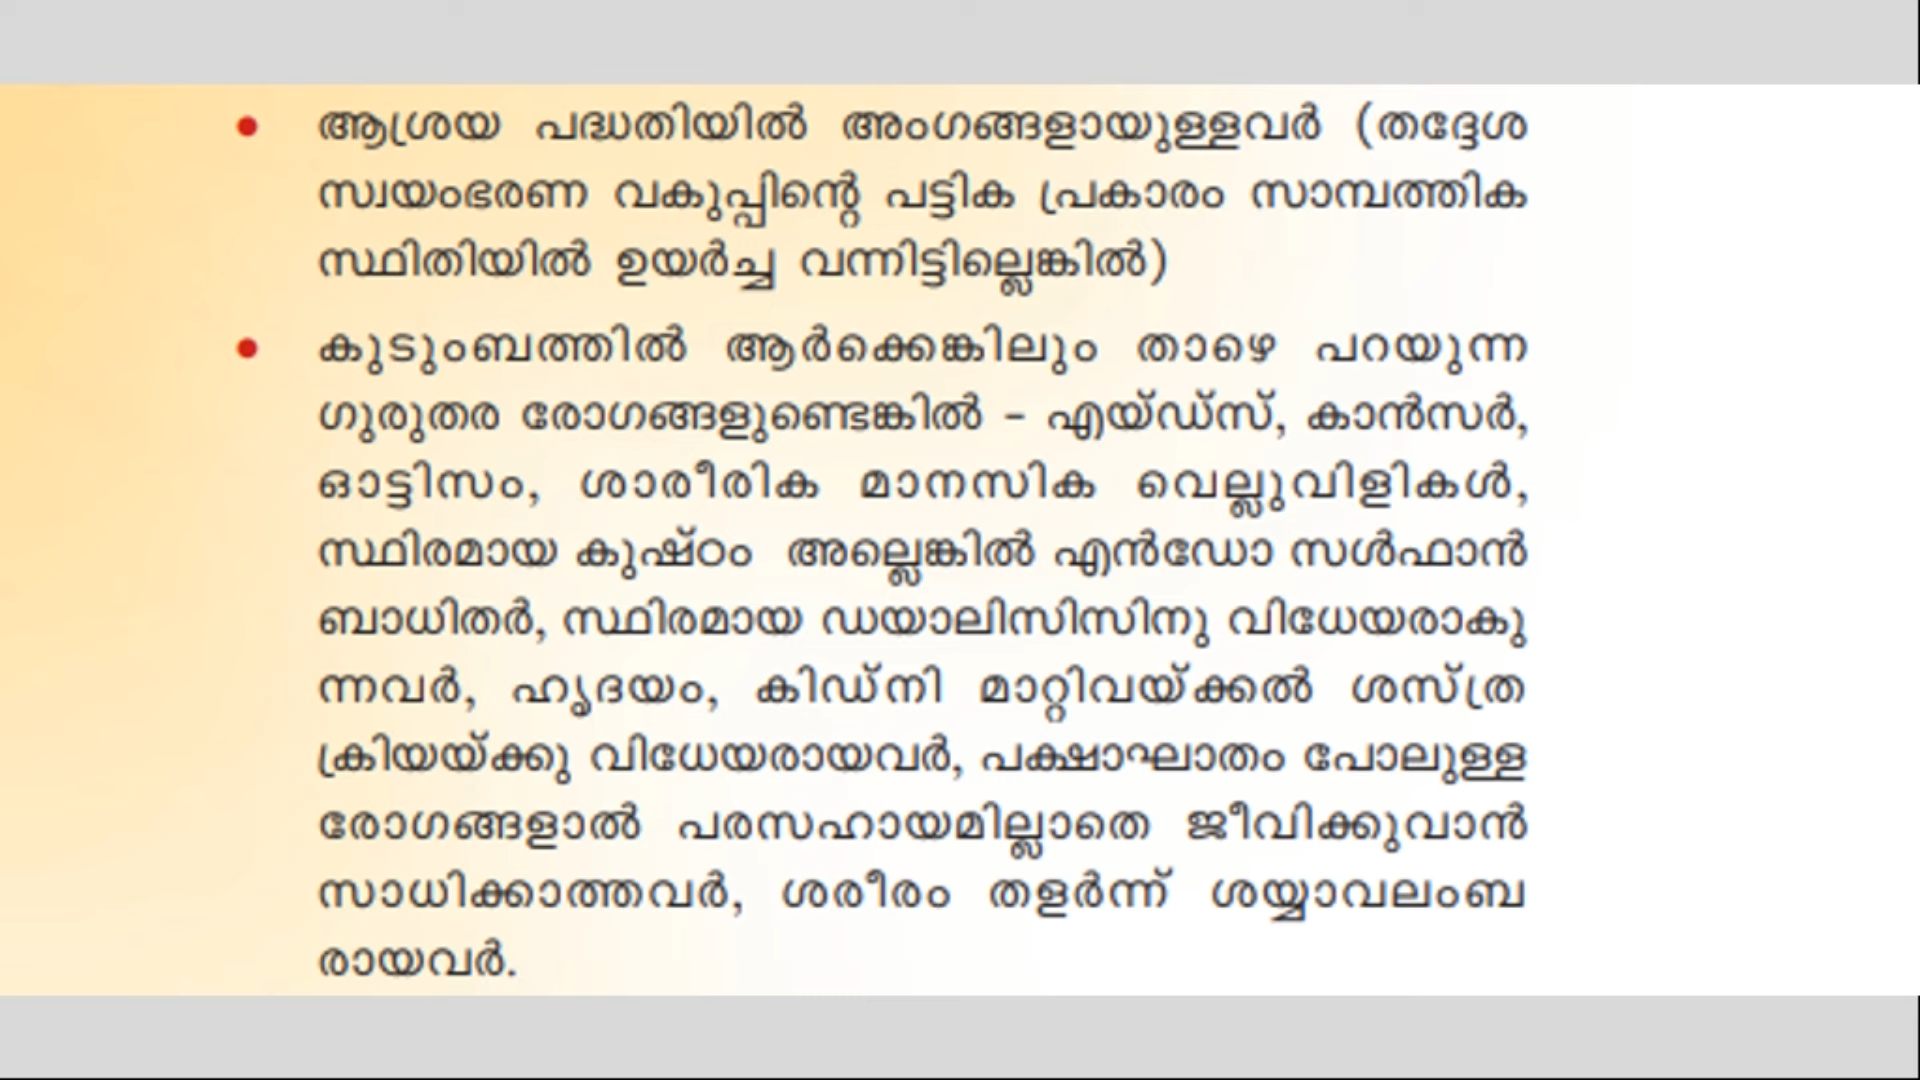 • ആശ്രയ പദ്ധതിയിൽ അംഗങ്ങളായുള്ളവർ (തദ്ദേശ
സ്വയംഭരണ വകുപ്പിന്റെ പട്ടിക പ്രകാരം സാമ്പത്തിക
സ്ഥിതിയിൽ ഉയർച്ച വന്നിട്ടില്ലെങ്കിൽ)
• കുടുംബത്തിൽ ആർക്കെങ്കിലും താഴെ പറയുന്ന
ഗുരുതര രോഗങ്ങളുണ്ടെങ്കിൽ – എയ്ഡ്സ്, കാൻസർ,
ഓട്ടിസം, ശാരീരിക മാനസിക വെല്ലുവിളികൾ,
സ്ഥിരമായ കുഷ്ഠം അല്ലെങ്കിൽ എൻഡോ സൾഫാൻ
ബാധിതർ, സ്ഥിരമായ ഡയാലിസിസിനു വിധേയരാകു
ന്നവർ, ഹൃദയം, കിഡ്നി മാറ്റിവയ്ക്കൽ ശസ്ത്ര
ക്രിയയ്ക്കു വിധേയരായവർ, പക്ഷാഘാതം പോലുള്ള
രോഗങ്ങളാൽ പരസഹായമില്ലാതെ ജീവിക്കുവാൻ
സാധിക്കാത്തവർ, ശരീരം തളർന്ന് ശയ്യാവലംബ
രായവർ.